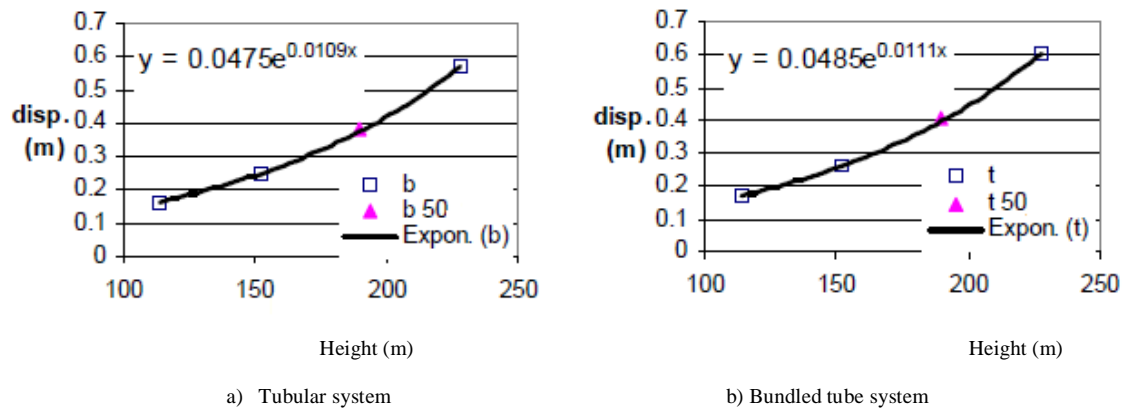 0.7
0.6
0.5
0.4
0.3
0.2
0.1
0
disp.
(m)
y = 0.0475e^0.0109x
b
b 50
Expon. (b)
100 150 200 250
Height (m)
a) Tubular system
0.7
0.6
0.5
0.4
0.3
0.2
0.1
0
disp.
(m)
y = 0.0485e^0.0111x
t
t 50
Expon. (t)
100 150 200 250
Height (m)
b) Bundled tube system